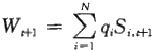 W_{t+1} = \sum_{i=1}^{N} q_i S_{i,t+1}